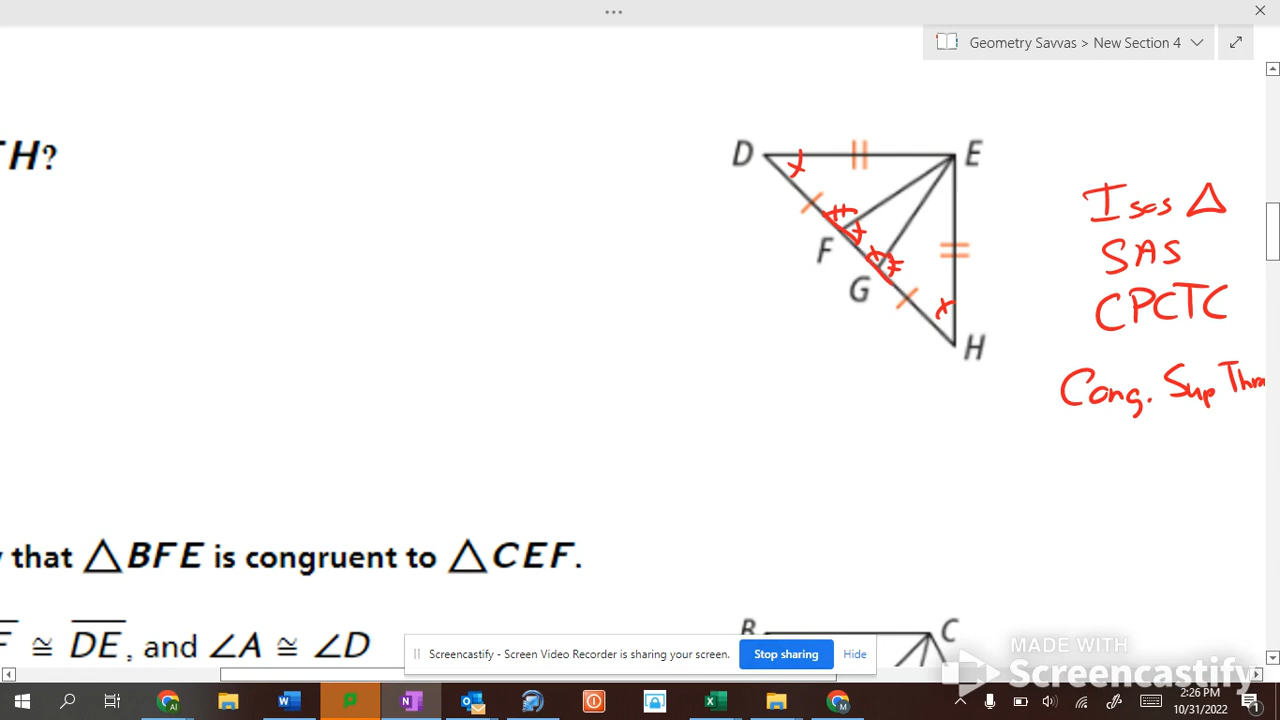 Geometry Savvas > New Section 4
H?
D
E
F
G
H
Isos Δ
SAS
CPCTC
Cong. Sup Thm
that △BFE is congruent to △CEF.
≅ DE, and ∠A ≅ ∠D
B
C
Screencastify - Screen Video Recorder is sharing your screen.
Stop sharing
Hide
MADE WITH
Screencastify
2:26 PM
10/31/2022